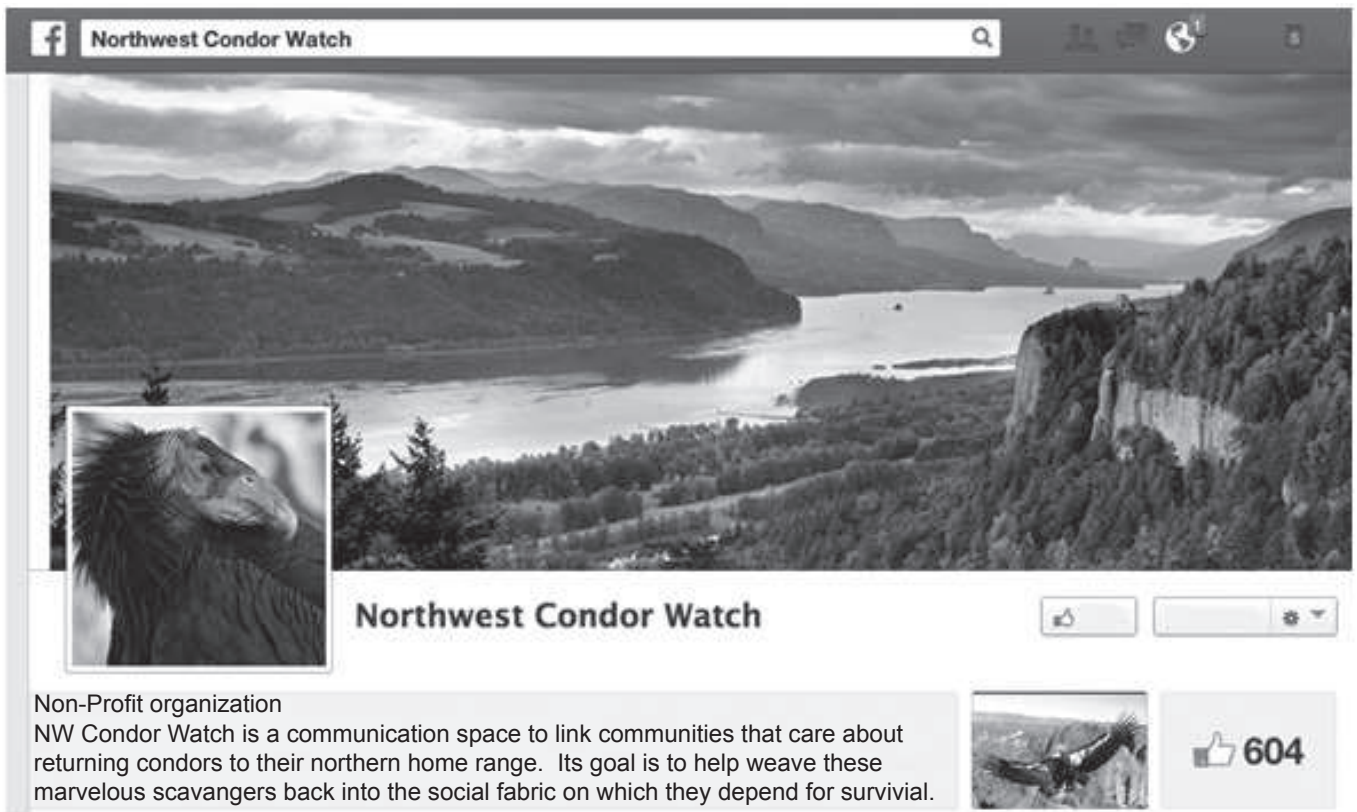 f
Northwest Condor Watch
1
Northwest Condor Watch
Non-Profit organization
NW Condor Watch is a communication space to link communities that care about
returning condors to their northern home range.  Its goal is to help weave these
marvelous scavangers back into the social fabric on which they depend for survivial.
604